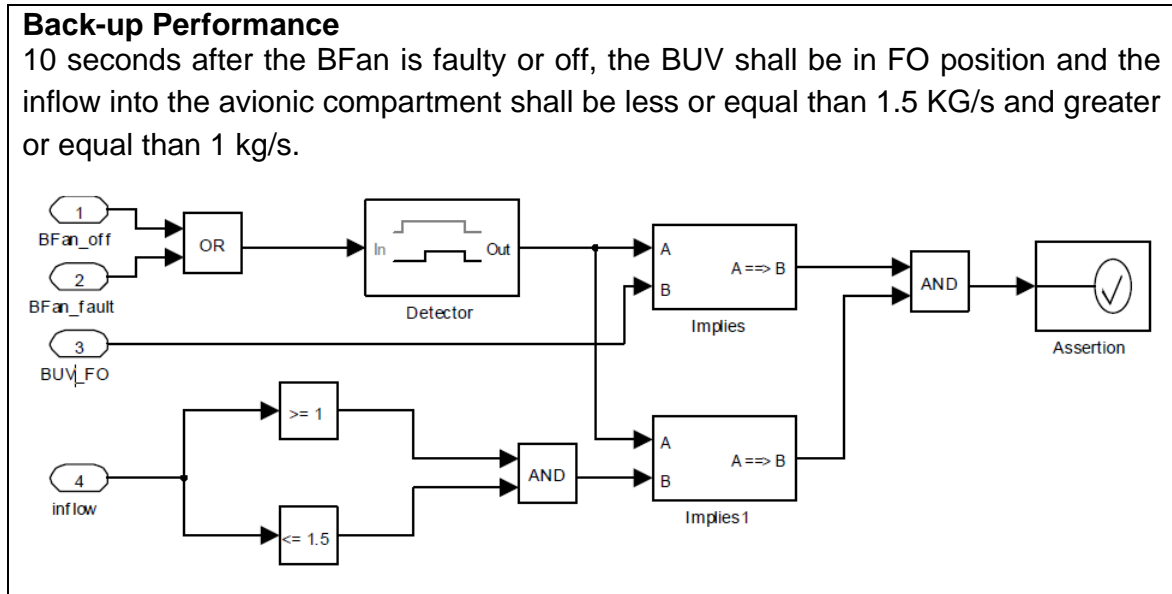 Back-up Performance
10 seconds after the BFan is faulty or off, the BUV shall be in FO position and the
inflow into the avionic compartment shall be less or equal than 1.5 KG/s and greater
or equal than 1 kg/s.
1
BFan_off
OR
In
Out
Detector
A
B
A ==> B
Implies
AND
Assertion
2
BFan_fault
3
BUV_FO
>= 1
AND
A
B
A ==> B
Implies1
4
inflow
<= 1.5